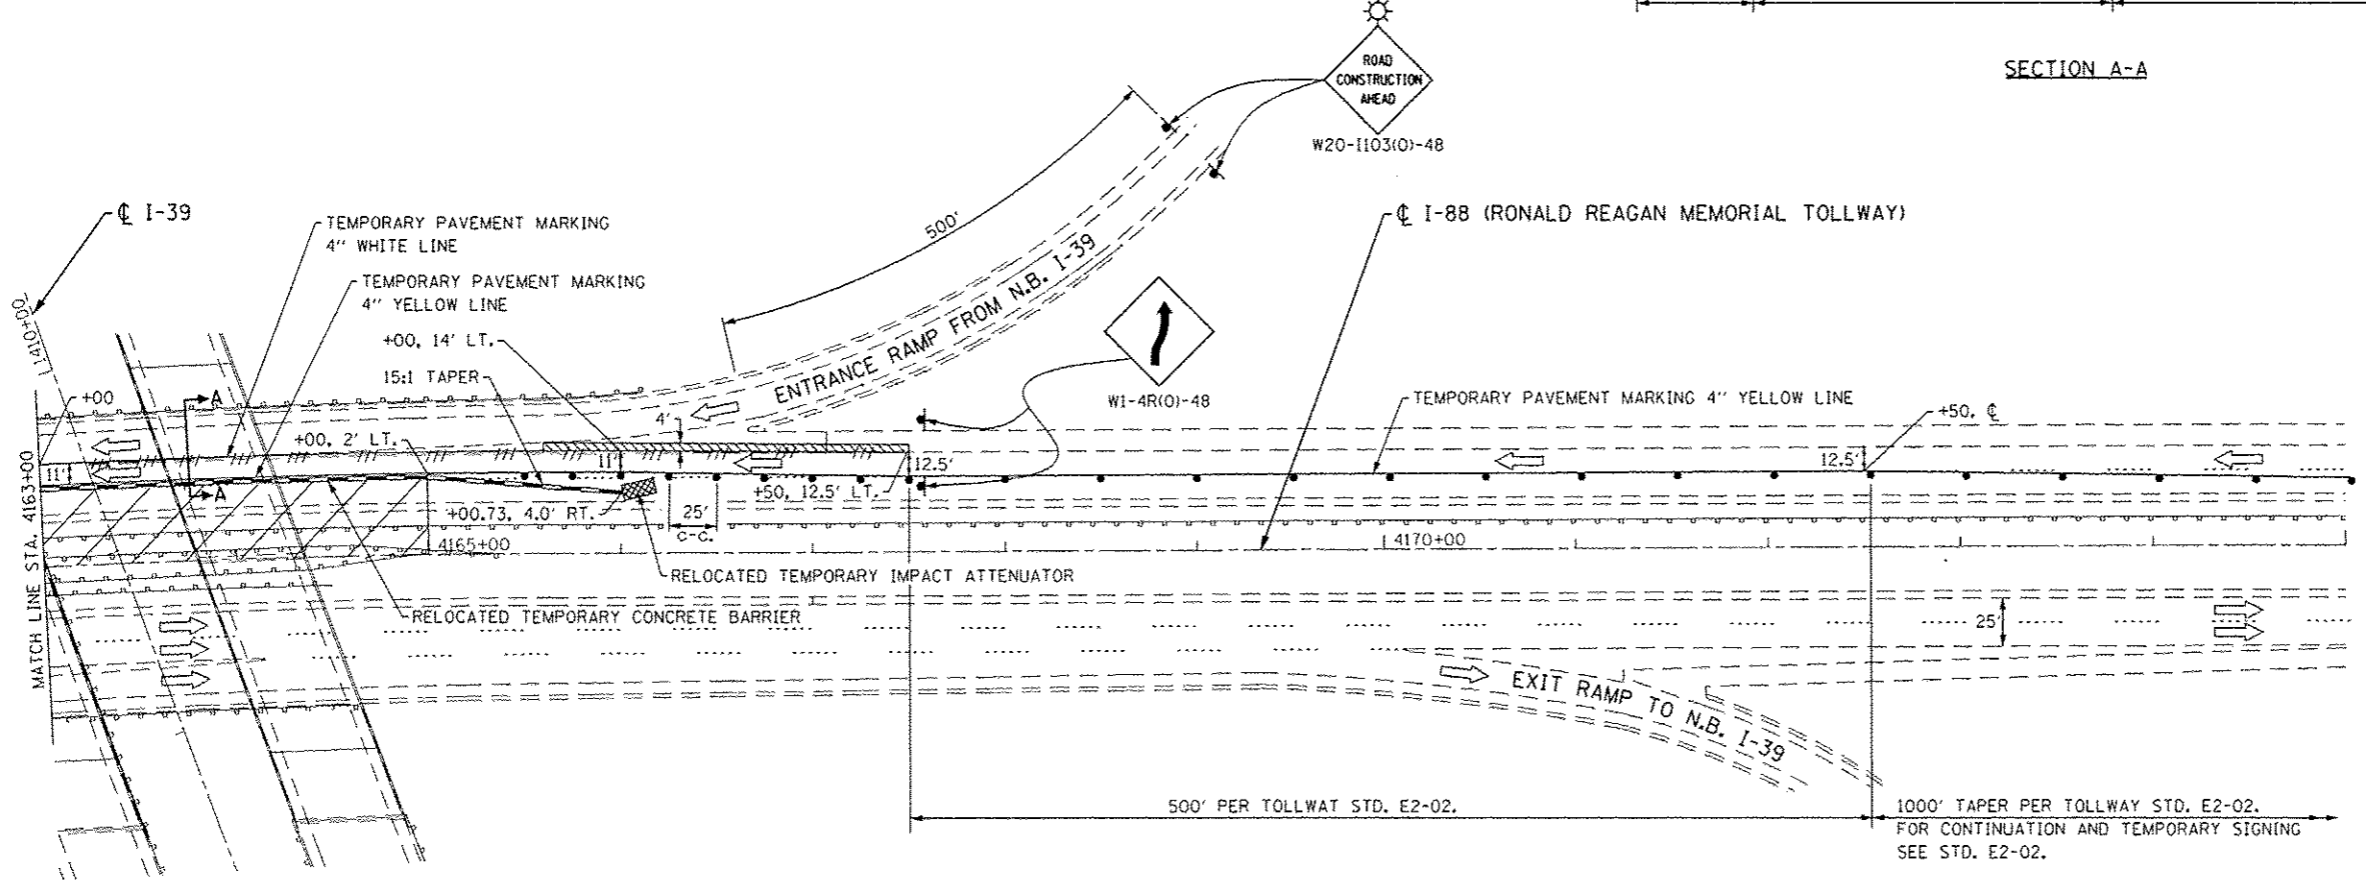 ROAD
CONSTRUCTION
AHEAD
W20-I103(O)-48
SECTION A-A
℄ I-39
1410+00
TEMPORARY PAVEMENT MARKING
4'' WHITE LINE
TEMPORARY PAVEMENT MARKING
4'' YELLOW LINE
+00, 14' LT.
15:1 TAPER
500'
ENTRANCE RAMP FROM N.B. I-39
℄ I-88 (RONALD REAGAN MEMORIAL TOLLWAY)
W1-4R(O)-48
TEMPORARY PAVEMENT MARKING 4'' YELLOW LINE
+50, ℄
+00
A
4'
+00, 2' LT.
11'
11'
12.5'
12.5'
A
+50, 12.5' LT.
+00.73, 4.0' RT.
25'
C-C.
4165+00
4170+00
MATCH LINE STA. 4163+00
RELOCATED TEMPORARY IMPACT ATTENUATOR
RELOCATED TEMPORARY CONCRETE BARRIER
25'
EXIT RAMP TO N.B. I-39
500' PER TOLLWAT STD. E2-02.
1000' TAPER PER TOLLWAY STD. E2-02.
FOR CONTINUATION AND TEMPORARY SIGNING
SEE STD. E2-02.